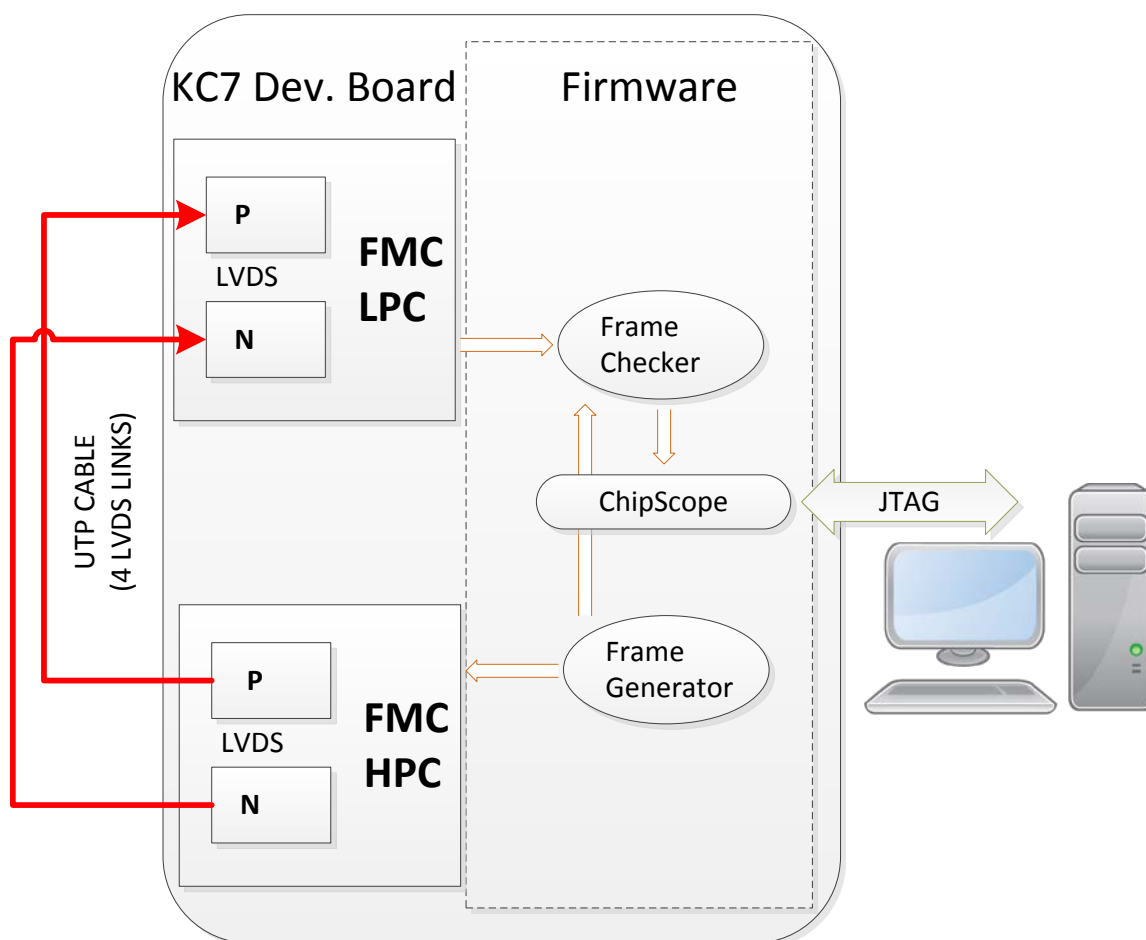 KC7 Dev. Board
Firmware
P
LVDS
N
FMC
LPC
Frame
Checker
UTP CABLE
(4 LVDS LINKS)
ChipScope
JTAG
P
LVDS
N
FMC
HPC
Frame
Generator